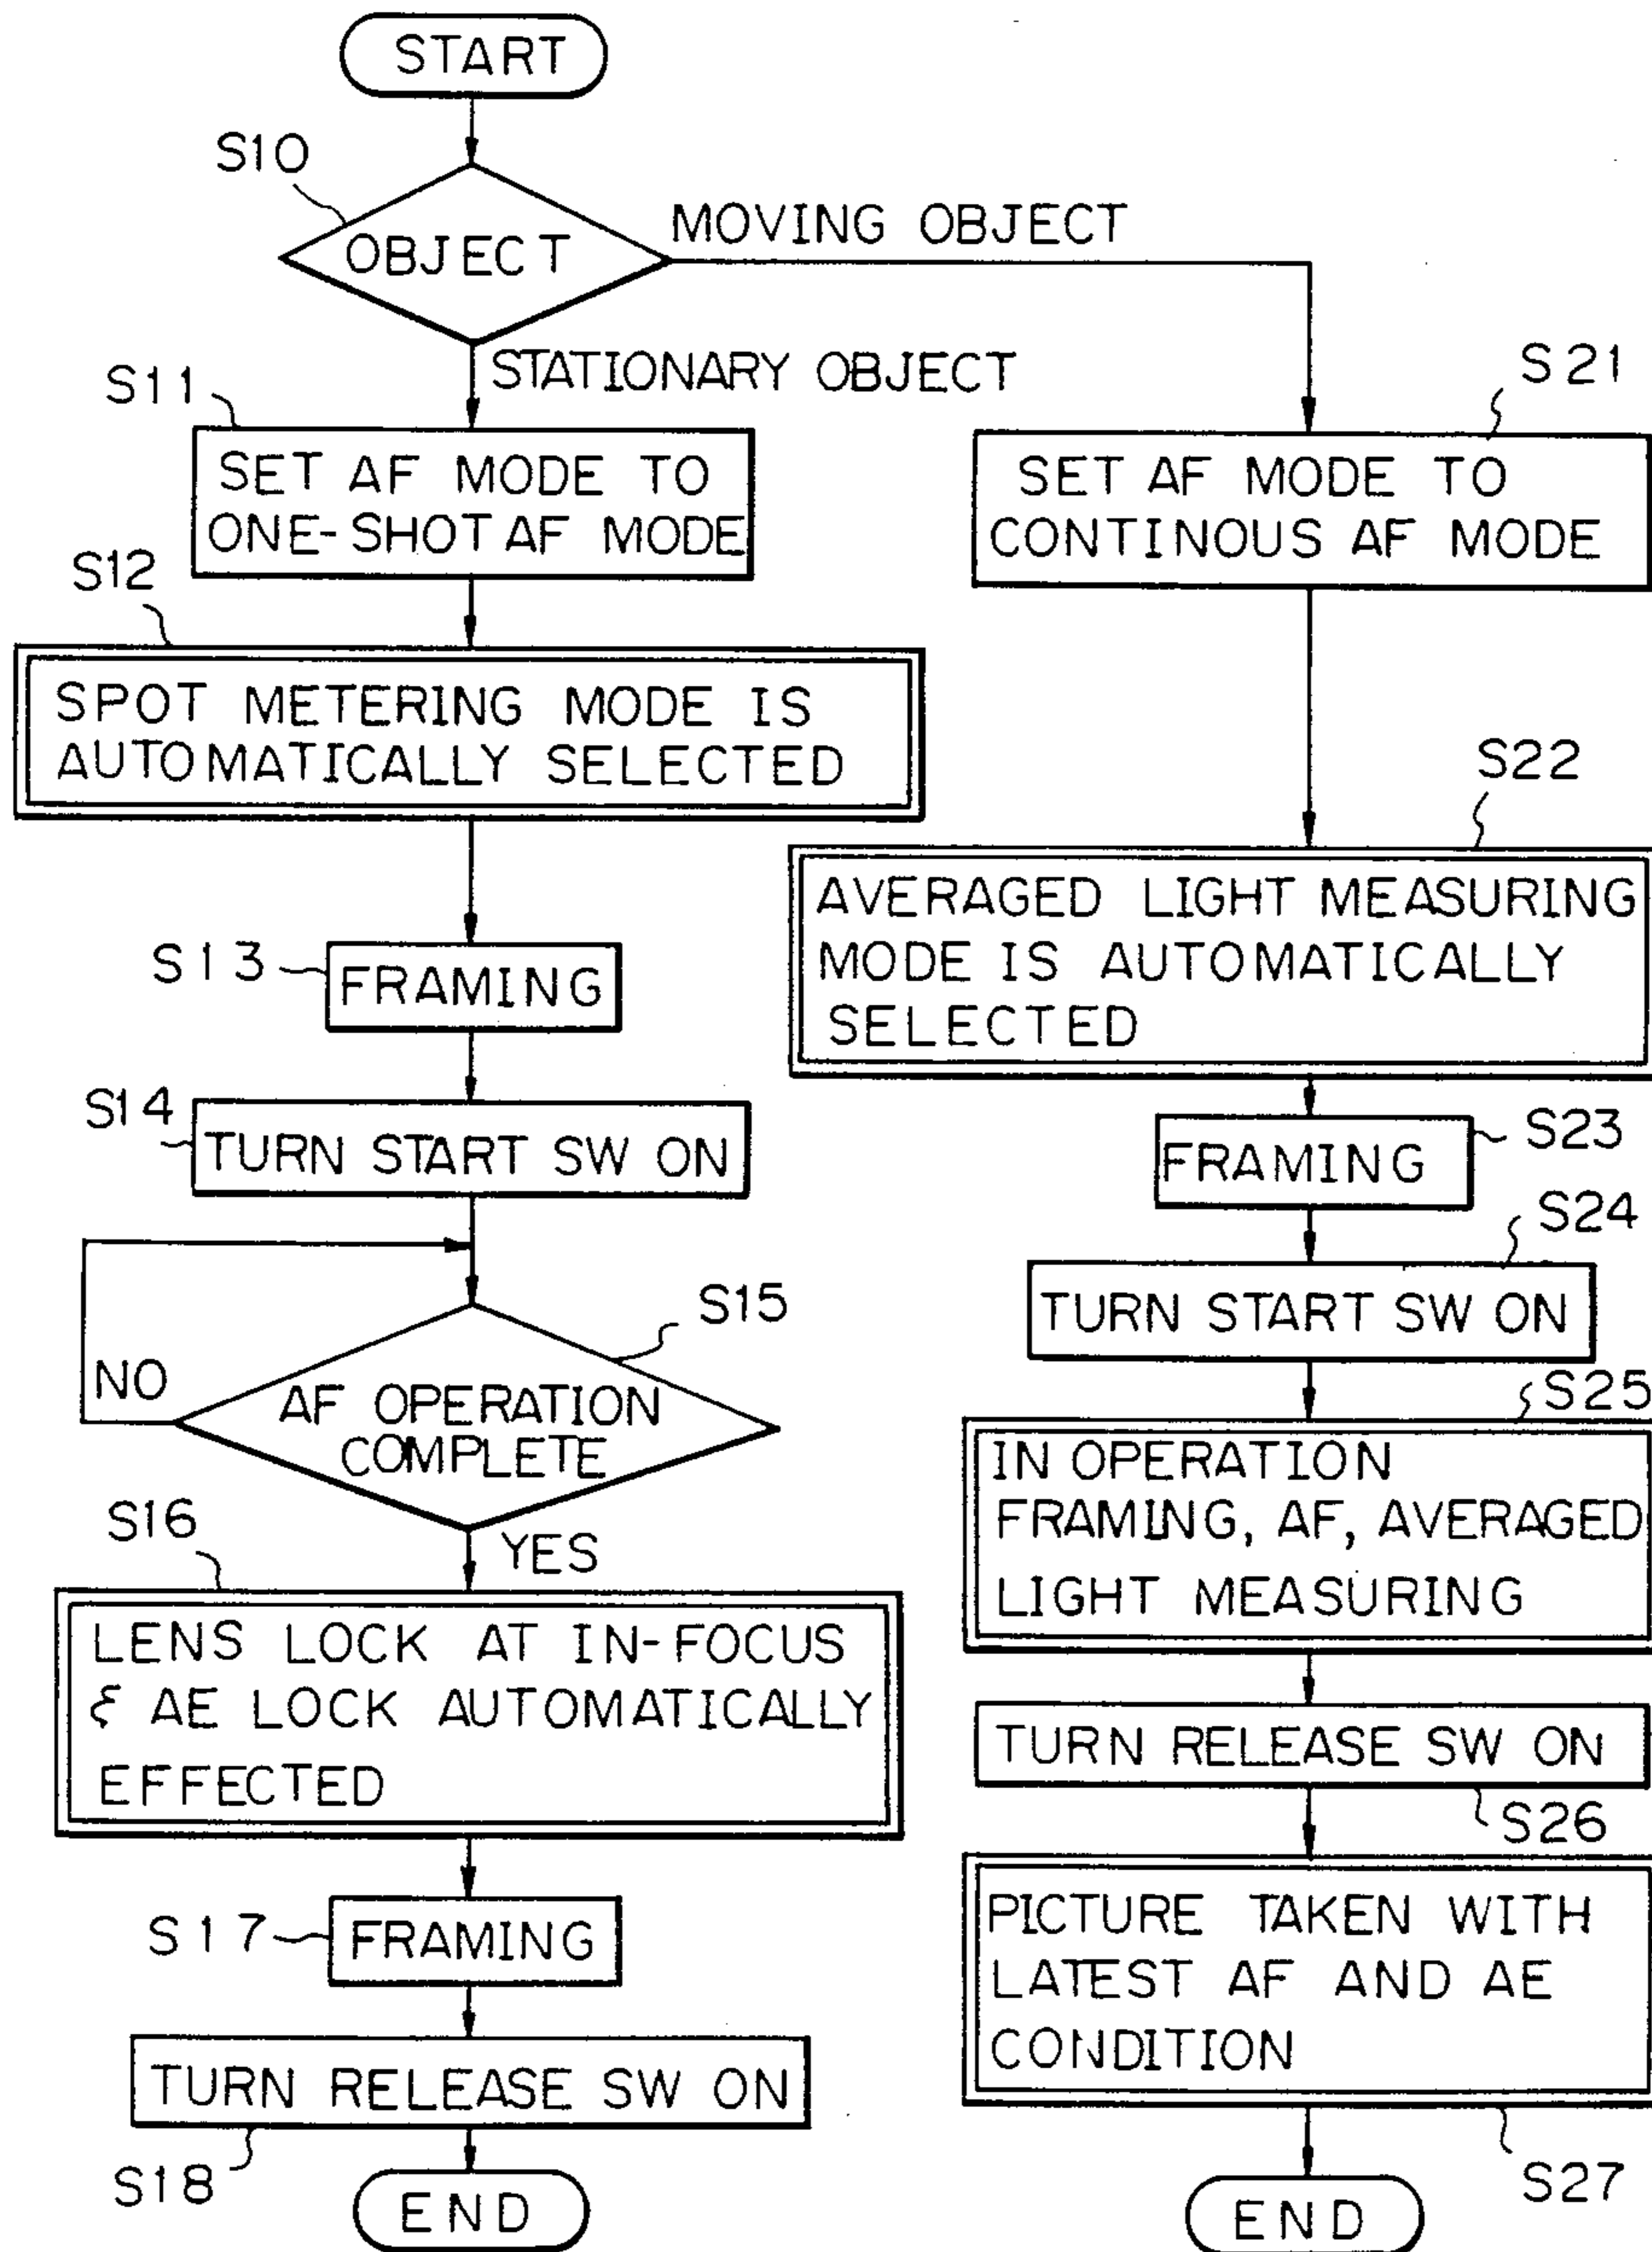 START
S10
OBJECT
MOVING OBJECT
STATIONARY OBJECT
S11
SET AF MODE TO
ONE-SHOT AF MODE
S12
SPOT METERING MODE IS
AUTOMATICALLY SELECTED
S13
FRAMING
S14
TURN START SW ON
S15
AF OPERATION
COMPLETE
NO
YES
S16
LENS LOCK AT IN-FOCUS
& AE LOCK AUTOMATICALLY
EFFECTED
S17
FRAMING
TURN RELEASE SW ON
S18
END
S21
SET AF MODE TO
CONTINOUS AF MODE
S22
AVERAGED LIGHT MEASURING
MODE IS AUTOMATICALLY
SELECTED
S23
FRAMING
S24
TURN START SW ON
S25
IN OPERATION
FRAMING, AF, AVERAGED
LIGHT MEASURING
TURN RELEASE SW ON
S26
PICTURE TAKEN WITH
LATEST AF AND AE
CONDITION
S27
END